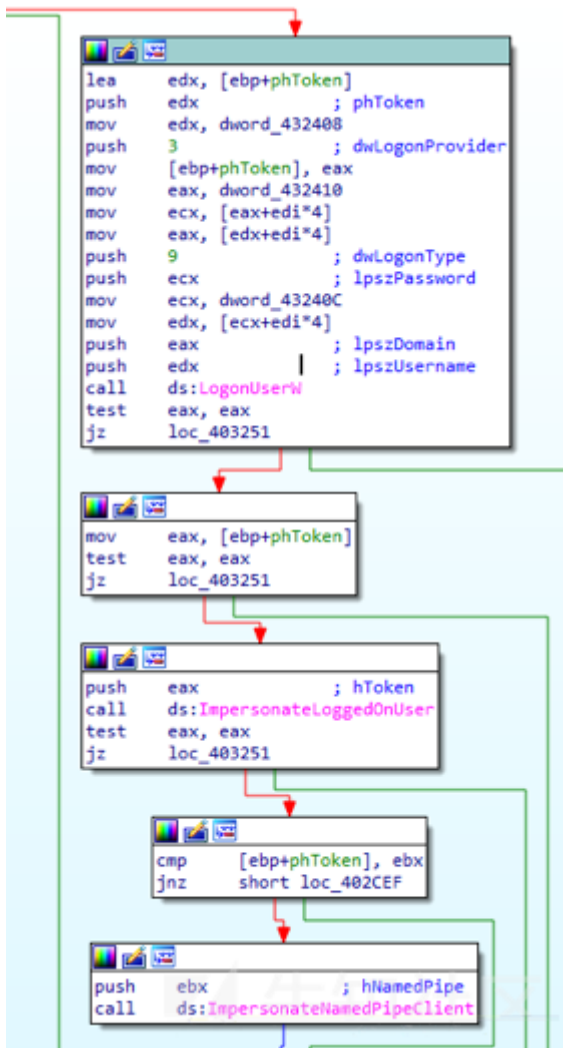 lea edx, [ebp+phToken]
push edx ; phToken
mov edx, dword_432408
push 3 ; dwLogonProvider
mov [ebp+phToken], eax
mov eax, dword_432410
mov ecx, [eax+edi*4]
mov eax, [edx+edi*4]
push 9 ; dwLogonType
push ecx ; lpszPassword
mov ecx, dword_43240C
mov edx, [ecx+edi*4]
push eax ; lpszDomain
push edx ; lpszUsername
call ds:LogonUserW
test eax, eax
jz loc_403251
mov eax, [ebp+phToken]
test eax, eax
jz loc_403251
push eax ; hToken
call ds:ImpersonateLoggedOnUser
test eax, eax
jz loc_403251
cmp [ebp+phToken], ebx
jnz short loc_402CEF
push ebx ; hNamedPipe
call ds:ImpersonateNamedPipeClient